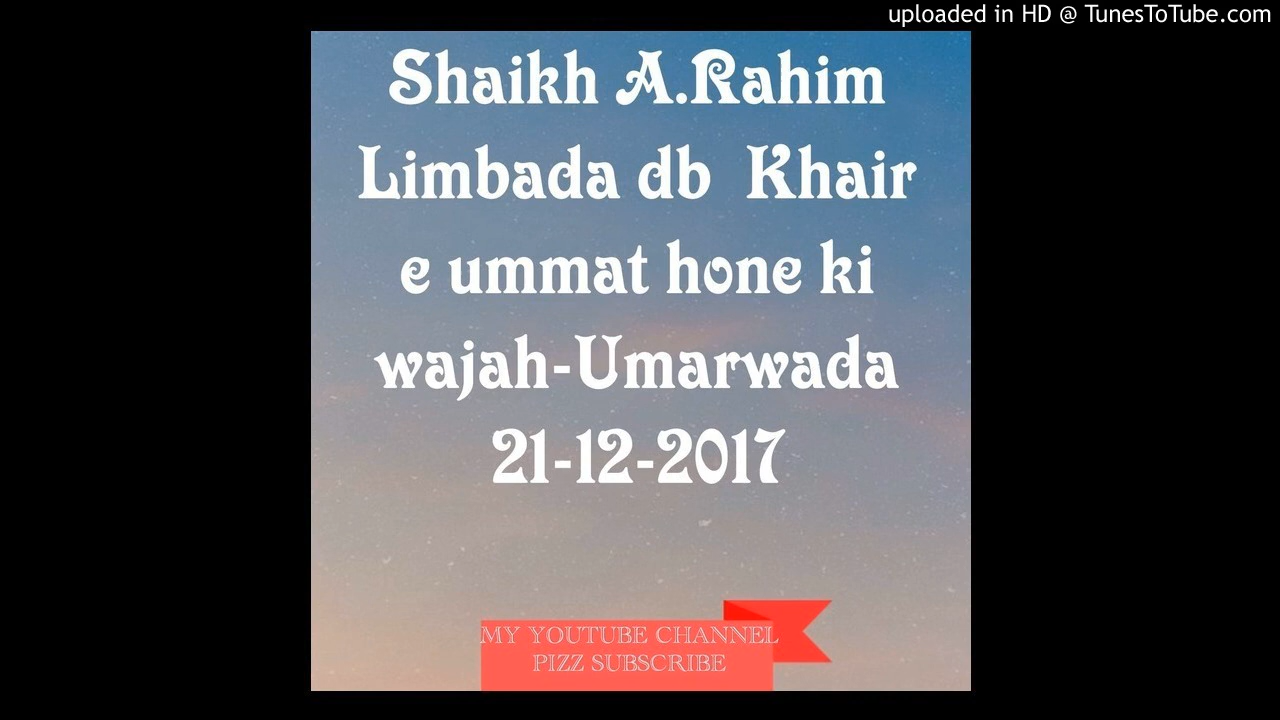 uploaded in HD @ TunesToTube.com
Shaikh A.Rahim
Limbada db Khair
e ummat hone ki
wajah-Umarwada
21-12-2017
MY YOUTUBE CHANNEL
PIZZ SUBSCRIBE